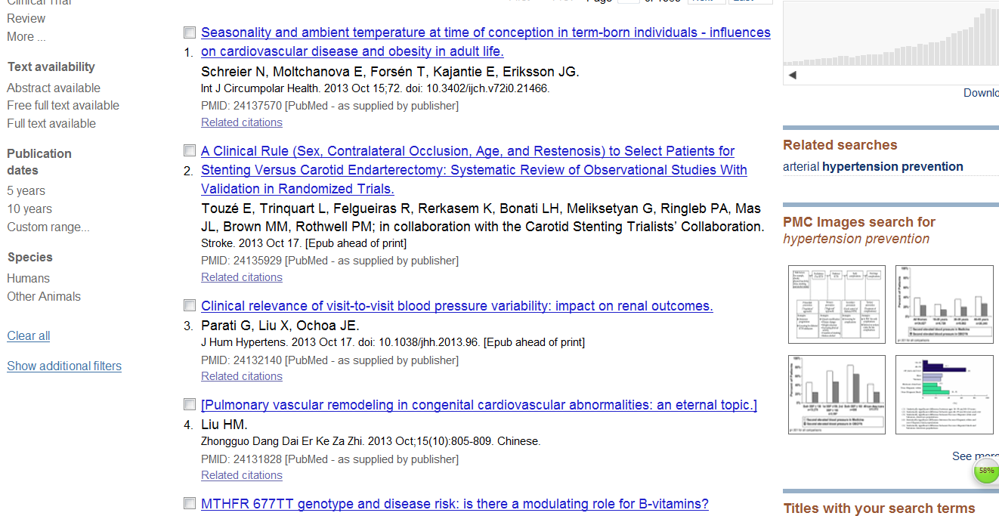 Clinical Trial
Review
More ...
Text availability
Abstract available
Free full text available
Full text available
Publication
dates
5 years
10 years
Custom range...
Species
Humans
Other Animals
Clear all
Show additional filters
Seasonality and ambient temperature at time of conception in term-born individuals - influences
1. on cardiovascular disease and obesity in adult life.
Schreier N, Moltchanova E, Forsén T, Kajantie E, Eriksson JG.
Int J Circumpolar Health. 2013 Oct 15;72. doi: 10.3402/ijch.v72i0.21466.
PMID: 24137570 [PubMed - as supplied by publisher]
Related citations
A Clinical Rule (Sex, Contralateral Occlusion, Age, and Restenosis) to Select Patients for
2. Stenting Versus Carotid Endarterectomy: Systematic Review of Observational Studies With
Validation in Randomized Trials.
Touzé E, Trinquart L, Felgueiras R, Rerkasem K, Bonati LH, Meliksetyan G, Ringleb PA, Mas
JL, Brown MM, Rothwell PM; in collaboration with the Carotid Stenting Trialists’ Collaboration.
Stroke. 2013 Oct 17. [Epub ahead of print]
PMID: 24135929 [PubMed - as supplied by publisher]
Related citations
Clinical relevance of visit-to-visit blood pressure variability: impact on renal outcomes.
3. Parati G, Liu X, Ochoa JE.
J Hum Hypertens. 2013 Oct 17. doi: 10.1038/jhh.2013.96. [Epub ahead of print]
PMID: 24132140 [PubMed - as supplied by publisher]
Related citations
[Pulmonary vascular remodeling in congenital cardiovascular abnormalities: an eternal topic.]
4. Liu HM.
Zhongguo Dang Dai Er Ke Za Zhi. 2013 Oct;15(10):805-809. Chinese.
PMID: 24131828 [PubMed - as supplied by publisher]
Related citations
MTHFR 677TT genotype and disease risk: is there a modulating role for B-vitamins?
Downlo
Related searches
arterial hypertension prevention
PMC Images search for
hypertension prevention
See more
58%
Titles with your search terms